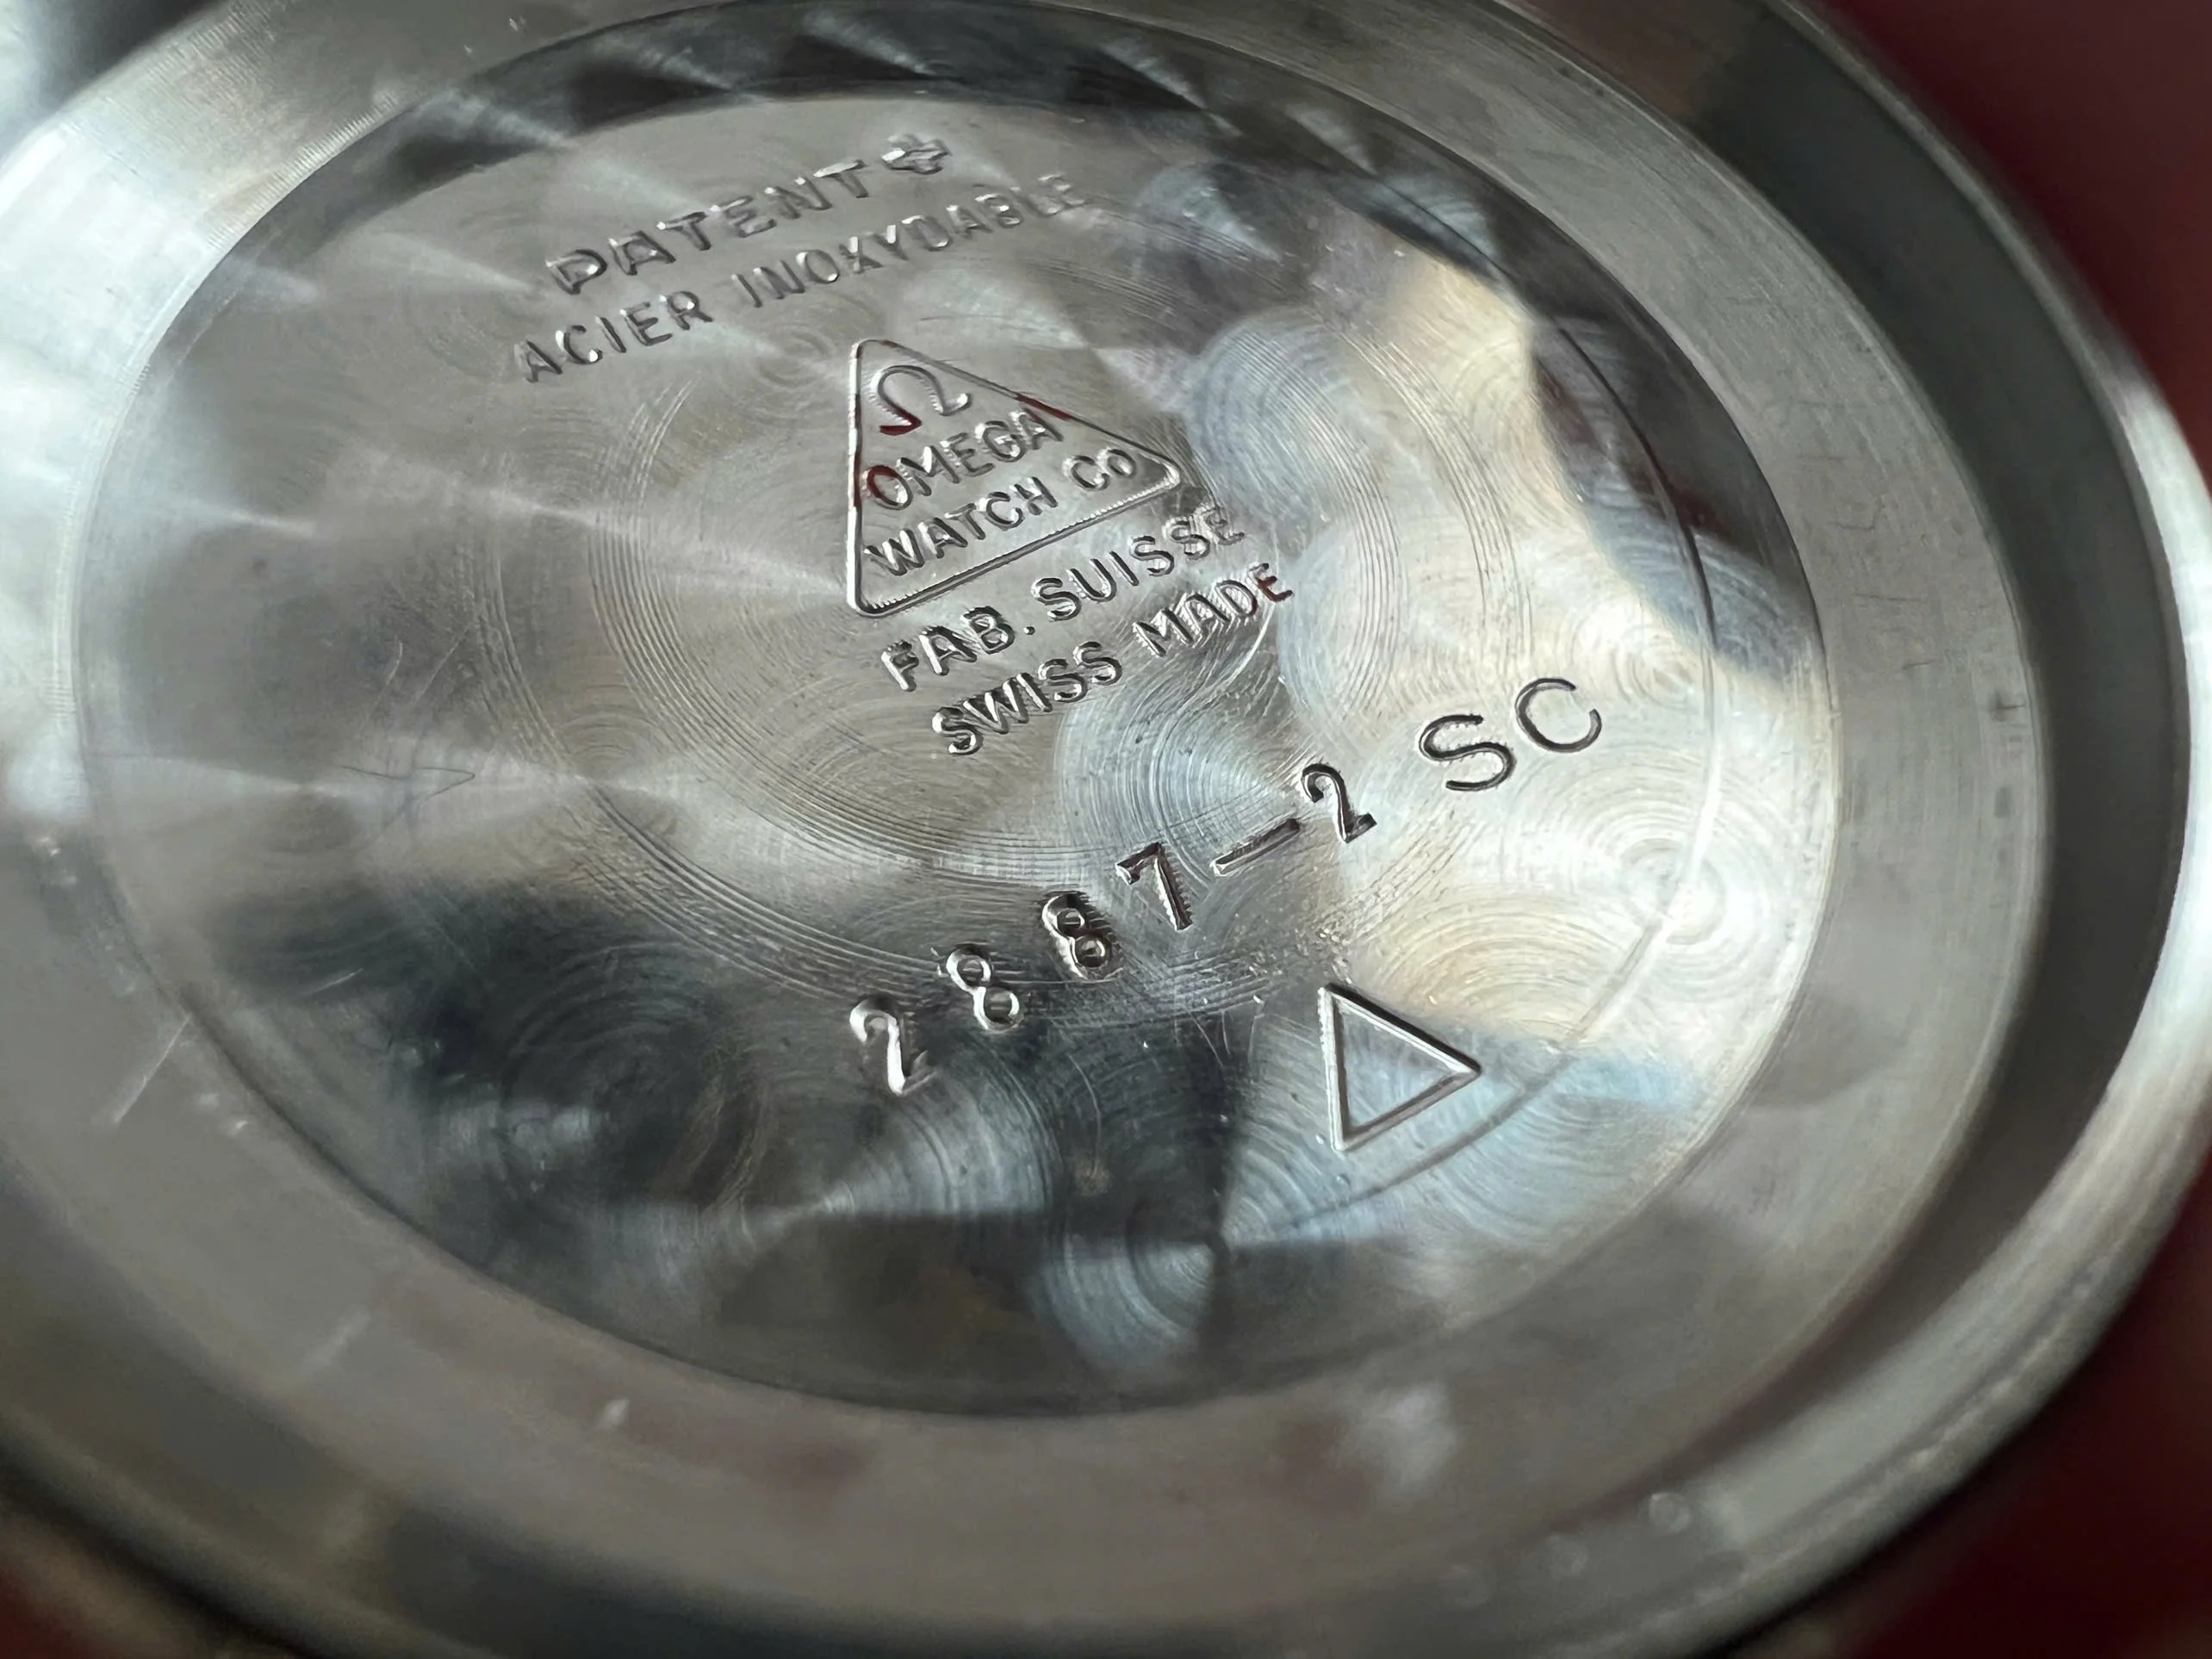 PATENT
ACIER INOXYDABLE
Ω
OMEGA
WATCH Co
FAB. SUISSE
SWISS MADE
2887-2 SC